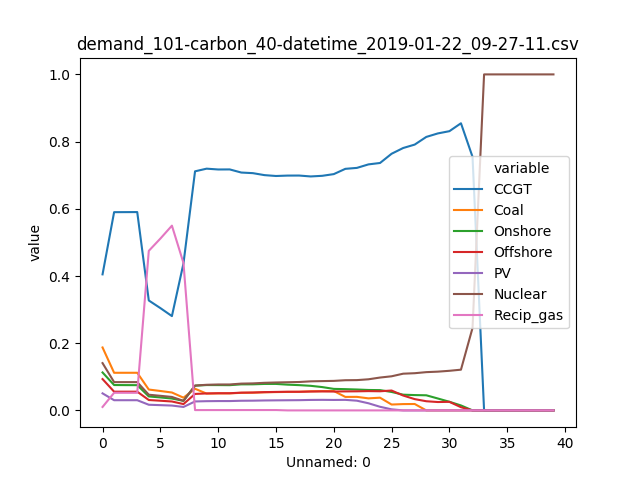 demand_101-carbon_40-datetime_2019-01-22_09-27-11.csv
1.0
0.8
0.6
0.4
0.2
0.0
value
variable
CCGT
Coal
Onshore
Offshore
PV
Nuclear
Recip_gas
0 5 10 15 20 25 30 35 40
Unnamed: 0